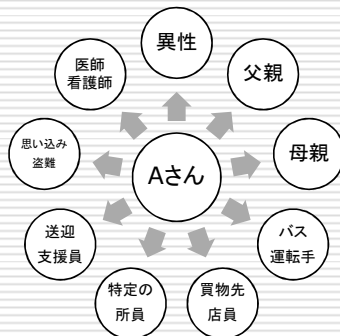 異性
父親
母親
バス
運転手
買物先
店員
特定の
所員
送迎
支援員
思い込み
盗難
医師
看護師
Aさん